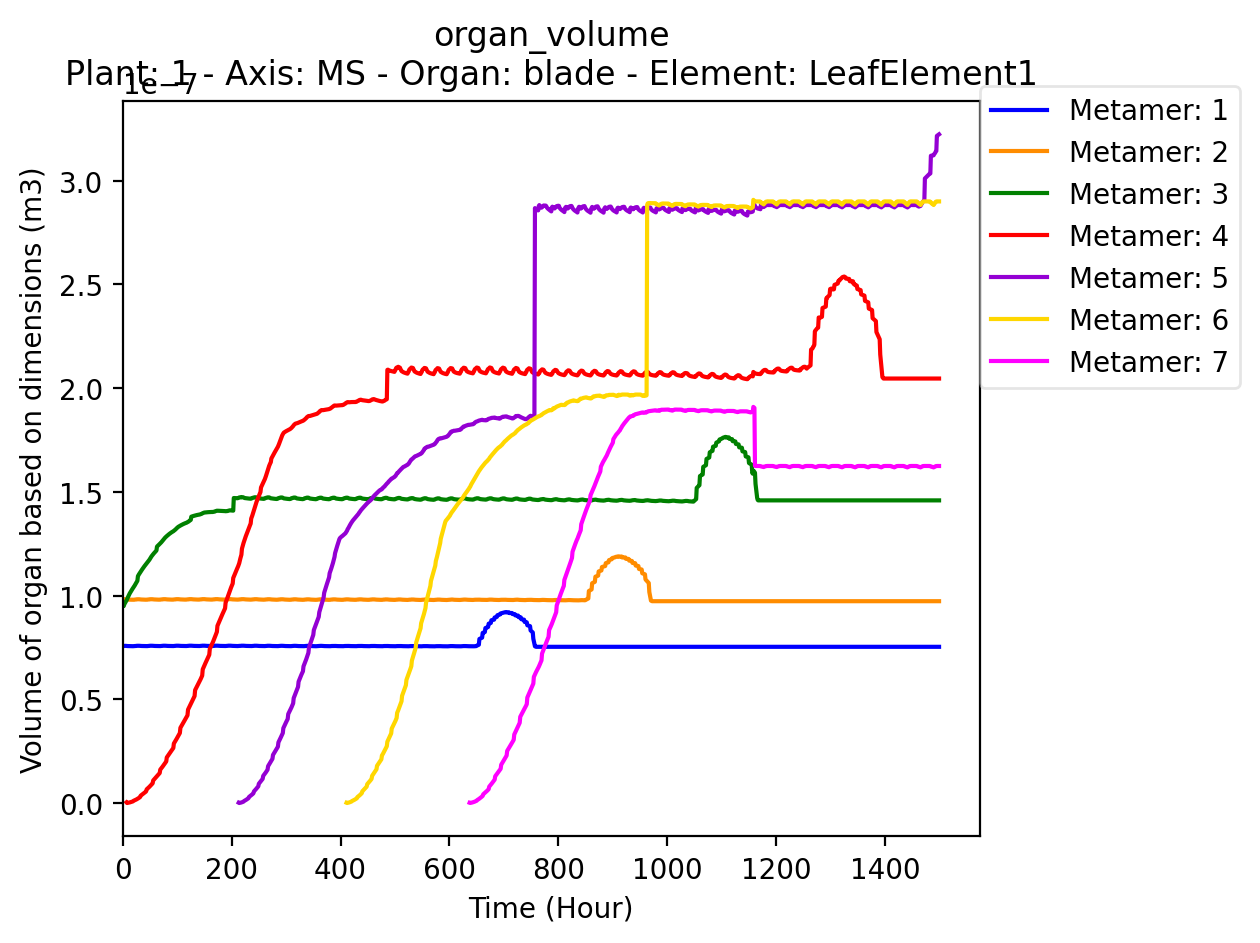 organ_volume
Plant: 1 - Axis: MS - Organ: blade - Element: LeafElement1
1e−7
Metamer: 1
Metamer: 2
Metamer: 3
Metamer: 4
Metamer: 5
Metamer: 6
Metamer: 7
Volume of organ based on dimensions (m3)
3.0
2.5
2.0
1.5
1.0
0.5
0.0
0 200 400 600 800 1000 1200 1400
Time (Hour)